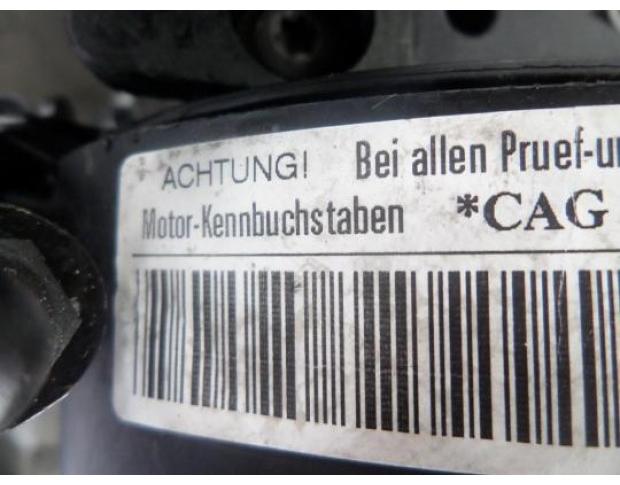 ACHTUNG! Bei allen Pruef-u
Motor-Kennbuchstaben *CAG